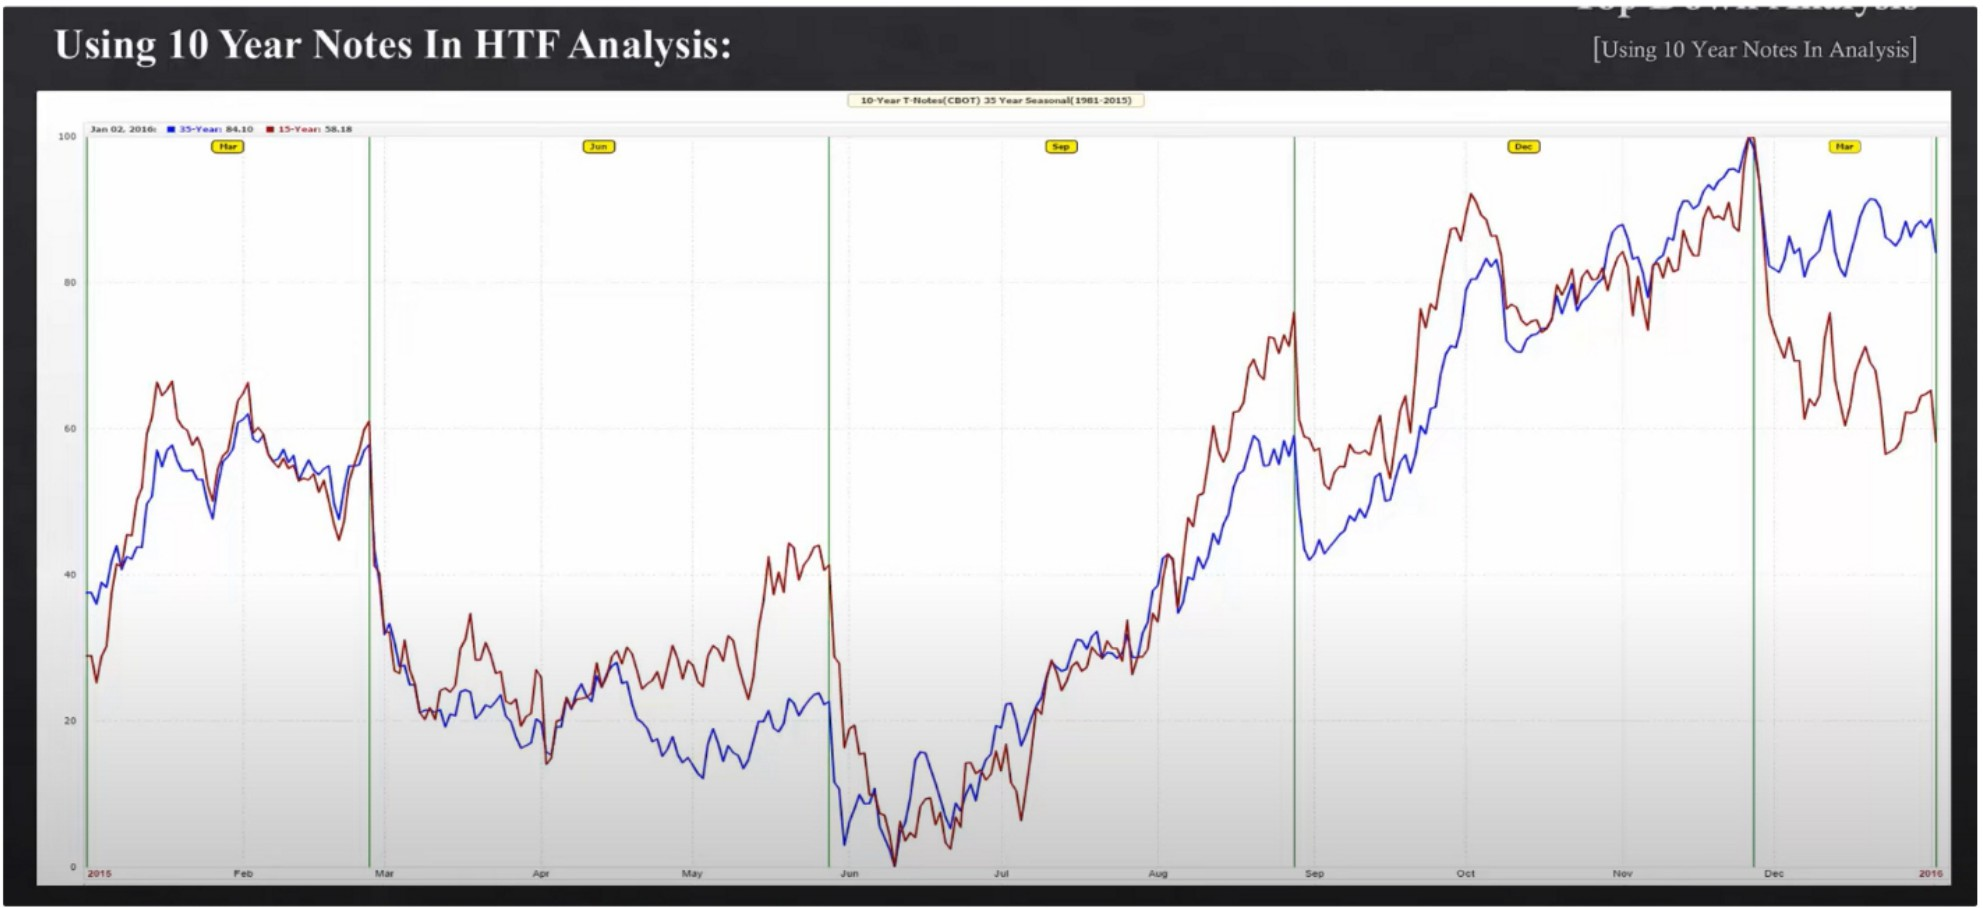 Top Down Analysis
Using 10 Year Notes In HTF Analysis:
[Using 10 Year Notes In Analysis]
10-Year T-Notes(CBOT) 35 Year Seasonal(1981-2015)
Jan 02, 2016: 35-Year: 84.10 15-Year: 58.18
100
Mar Jun Sep Dec Mar
80
60
40
20
0
2015 Feb Mar Apr May Jun Jul Aug Sep Oct Nov Dec 2016